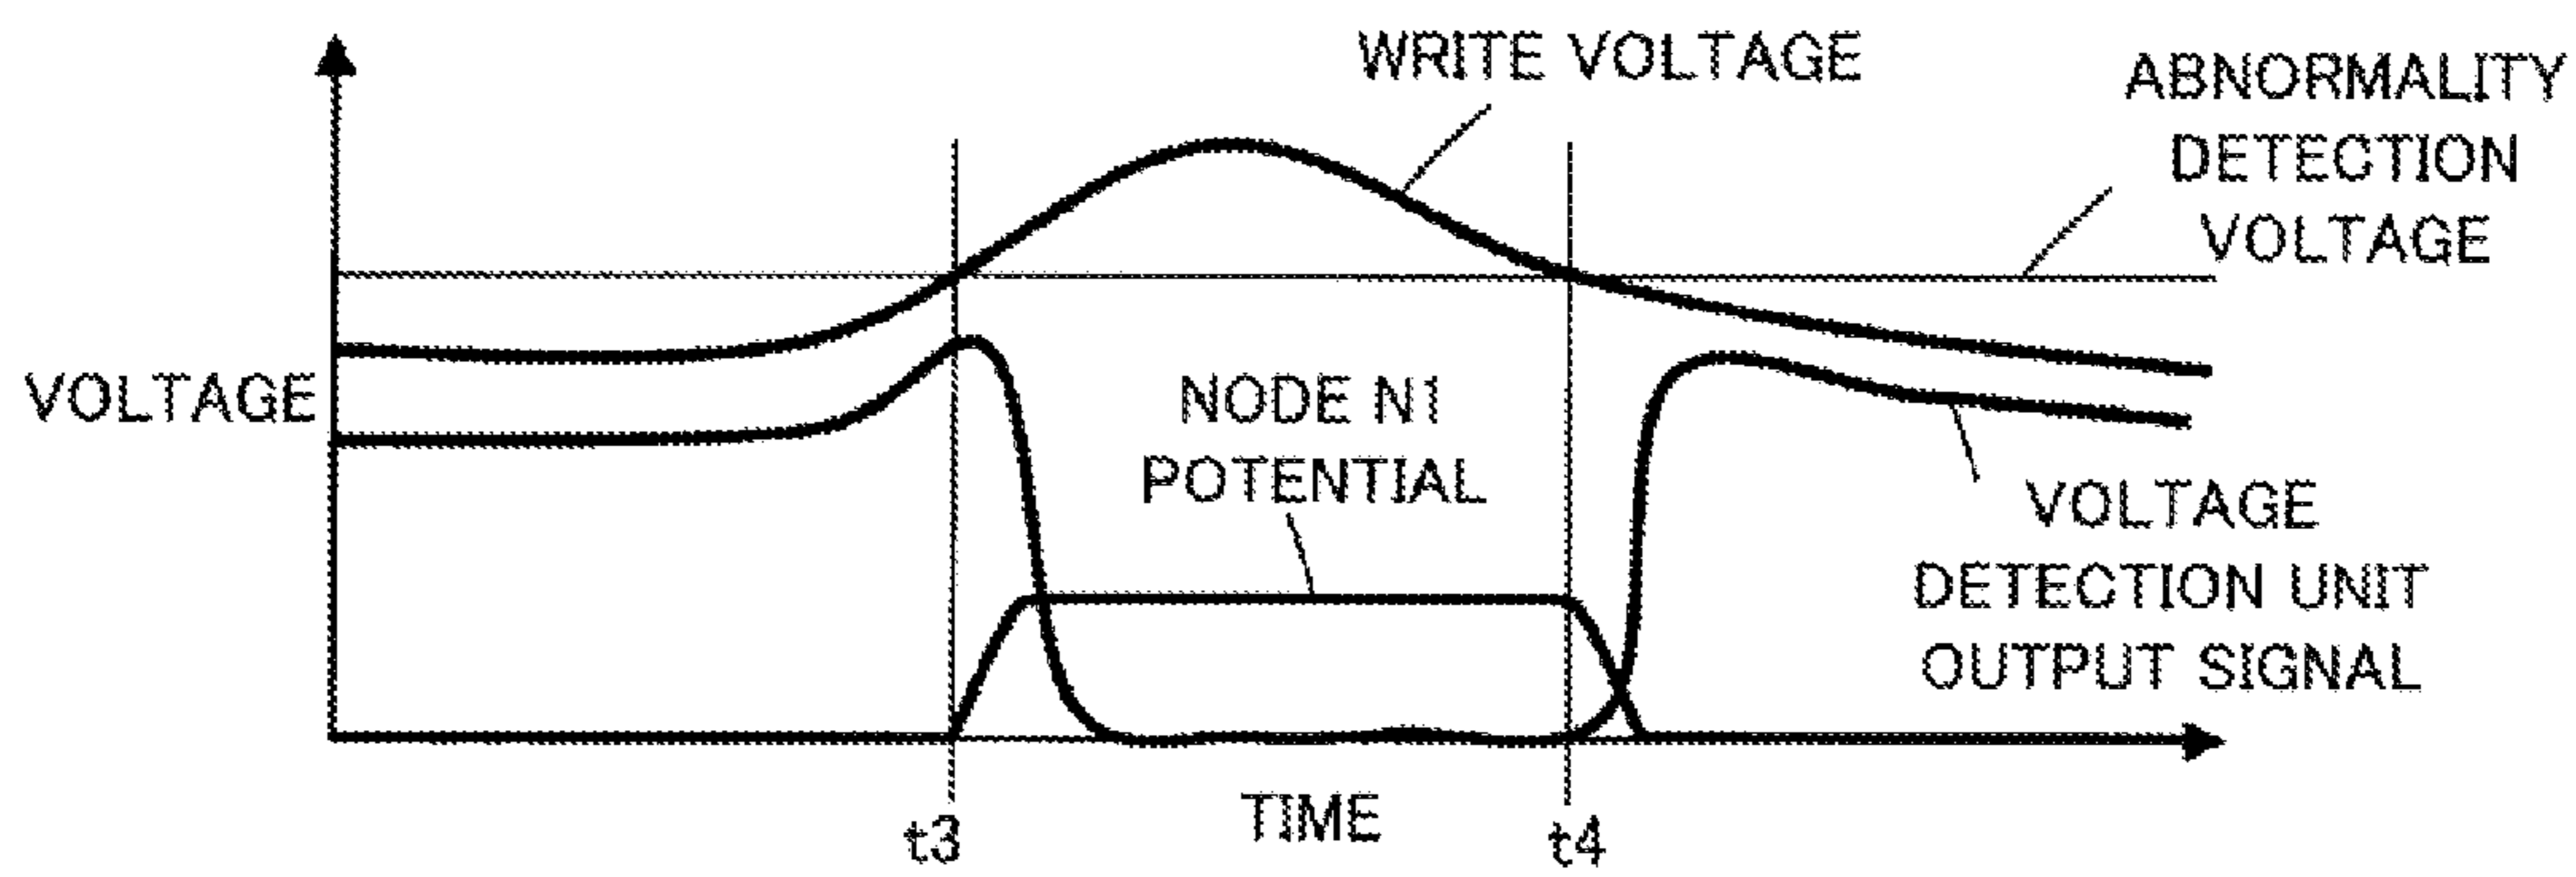 WRITE VOLTAGE
ABNORMALITY
DETECTION
VOLTAGE
VOLTAGE
NODE N1
POTENTIAL
VOLTAGE
DETECTION UNIT
OUTPUT SIGNAL
t3
TIME
t4